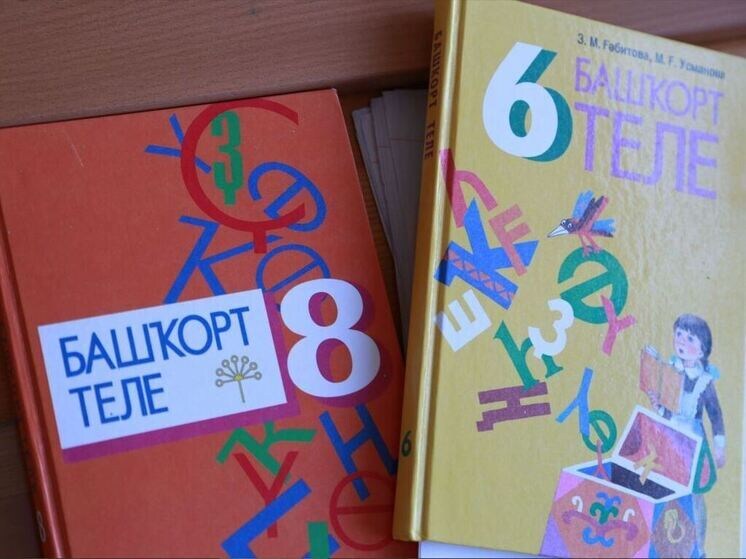 БАШҠОРТ
ТЕЛЕ
8
З. М. Ғәбитова, М. Ғ. Усманова
6
БАШҠОРТ
ТЕЛЕ
БАШҠОРТ ТЕЛЕ
6